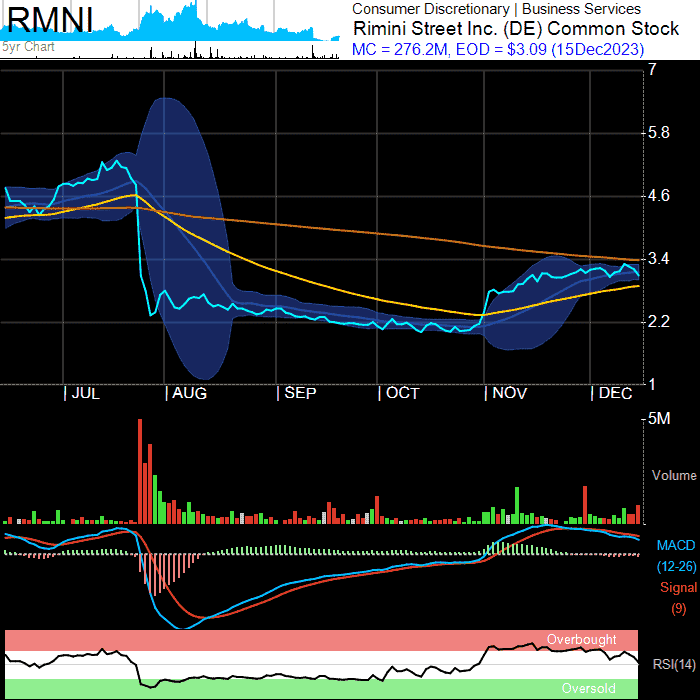 RMNI
5yr Chart
Consumer Discretionary | Business Services
Rimini Street Inc. (DE) Common Stock
MC = 276.2M, EOD = $3.09 (15Dec2023)
7
5.8
4.6
3.4
2.2
1
JUL
AUG
SEP
OCT
NOV
DEC
5M
Volume
MACD
(12-26)
Signal
(9)
Overbought
RSI(14)
Oversold